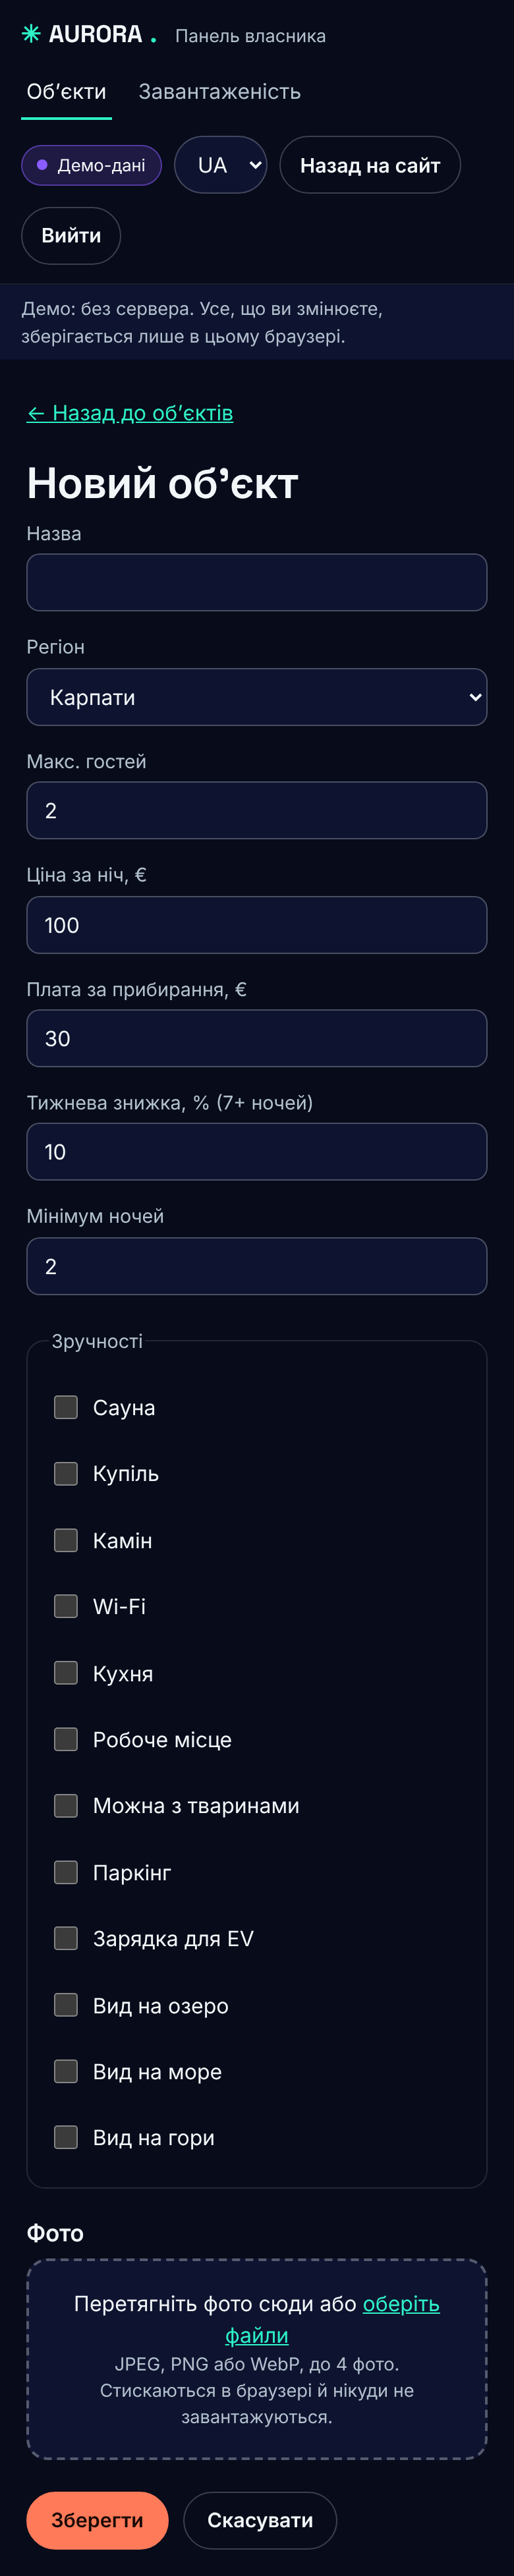 AURORA . Панель власника
Об’єкти Завантаженість
Демо-дані UA Назад на сайт
Вийти
Демо: без сервера. Усе, що ви змінюєте,
зберігається лише в цьому браузері.
← Назад до об’єктів
Новий об’єкт
Назва
Регіон
Карпати
Макс. гостей
2
Ціна за ніч, €
100
Плата за прибирання, €
30
Тижнева знижка, % (7+ ночей)
10
Мінімум ночей
2
Зручності
Сауна
Купіль
Камін
Wi-Fi
Кухня
Робоче місце
Можна з тваринами
Паркінг
Зарядка для EV
Вид на озеро
Вид на море
Вид на гори
Фото
Перетягніть фото сюди або оберіть
файли
JPEG, PNG або WebP, до 4 фото.
Стискаються в браузері й нікуди не
завантажуються.
Зберегти Скасувати